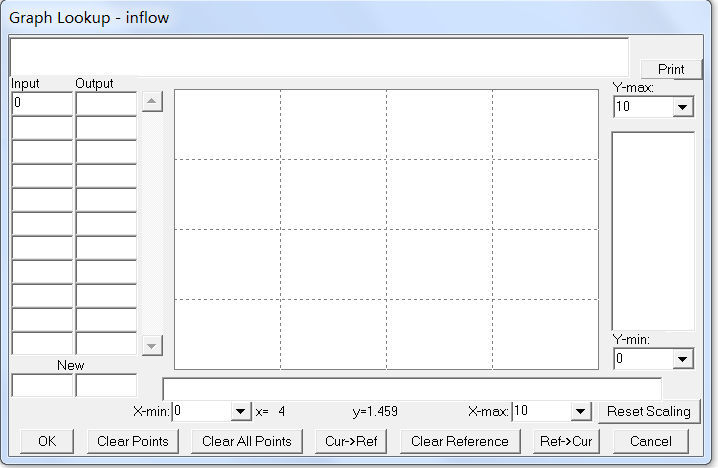 Graph Lookup - inflow
Print
Input Output
Y-max:
0
10
Y-min:
New
0
X-min: 0 x= 4 y=1.459 X-max: 10 Reset Scaling
OK Clear Points Clear All Points Cur->Ref Clear Reference Ref->Cur Cancel